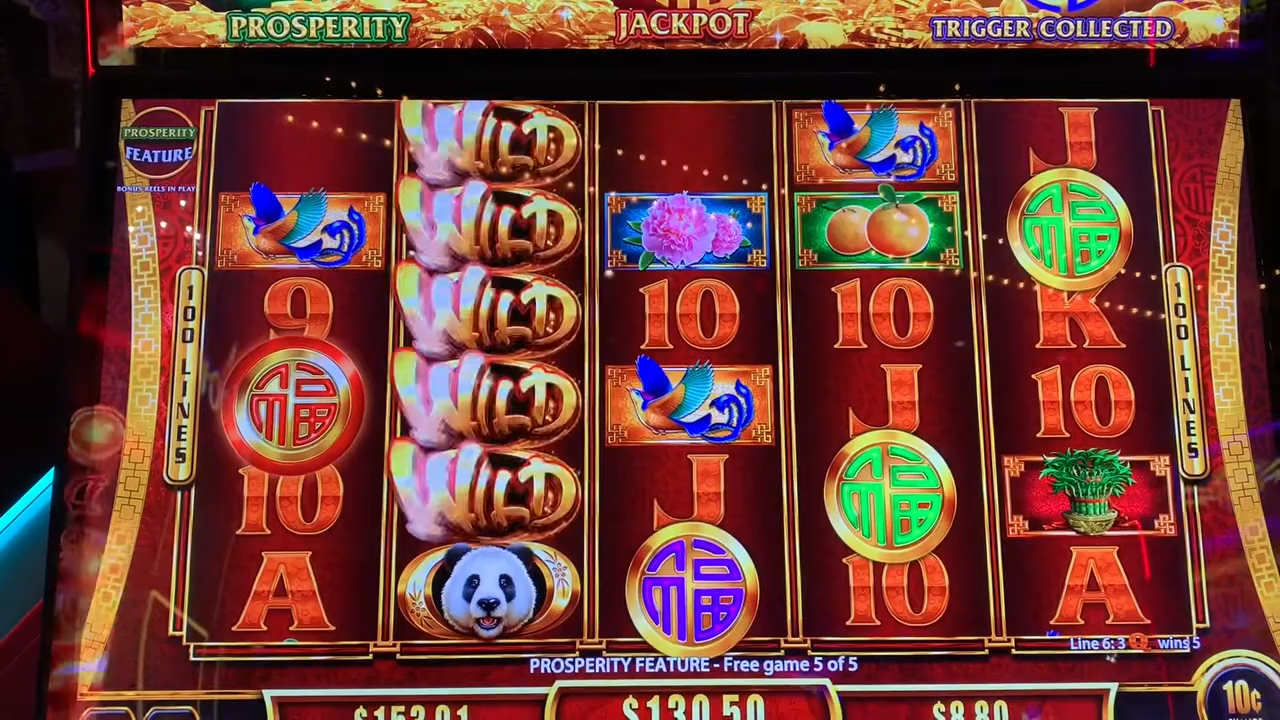 PROSPERITY JACKPOT TRIGGER COLLECTED
PROSPERITY
FEATURE
BONUS REELS IN PLAY
100 LINES
100 LINES
WILD
J
WILD
福
9
WILD
10
10
K
福
WILD
J
10
10
WILD
J
福
A
福
10
A
Line 6: 3 Q wins 5
PROSPERITY FEATURE - Free game 5 of 5
$153.01 $130.50 $8.80
10¢